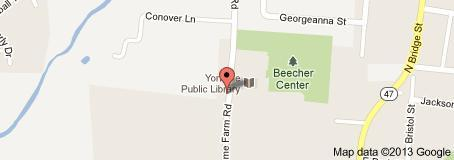 Conover Ln
Rd
Georgeanna St
N Bridge St
Public Library
Beecher
Center
47
Jackson
Bristol St
Farm Rd
Map data ©2013 Google